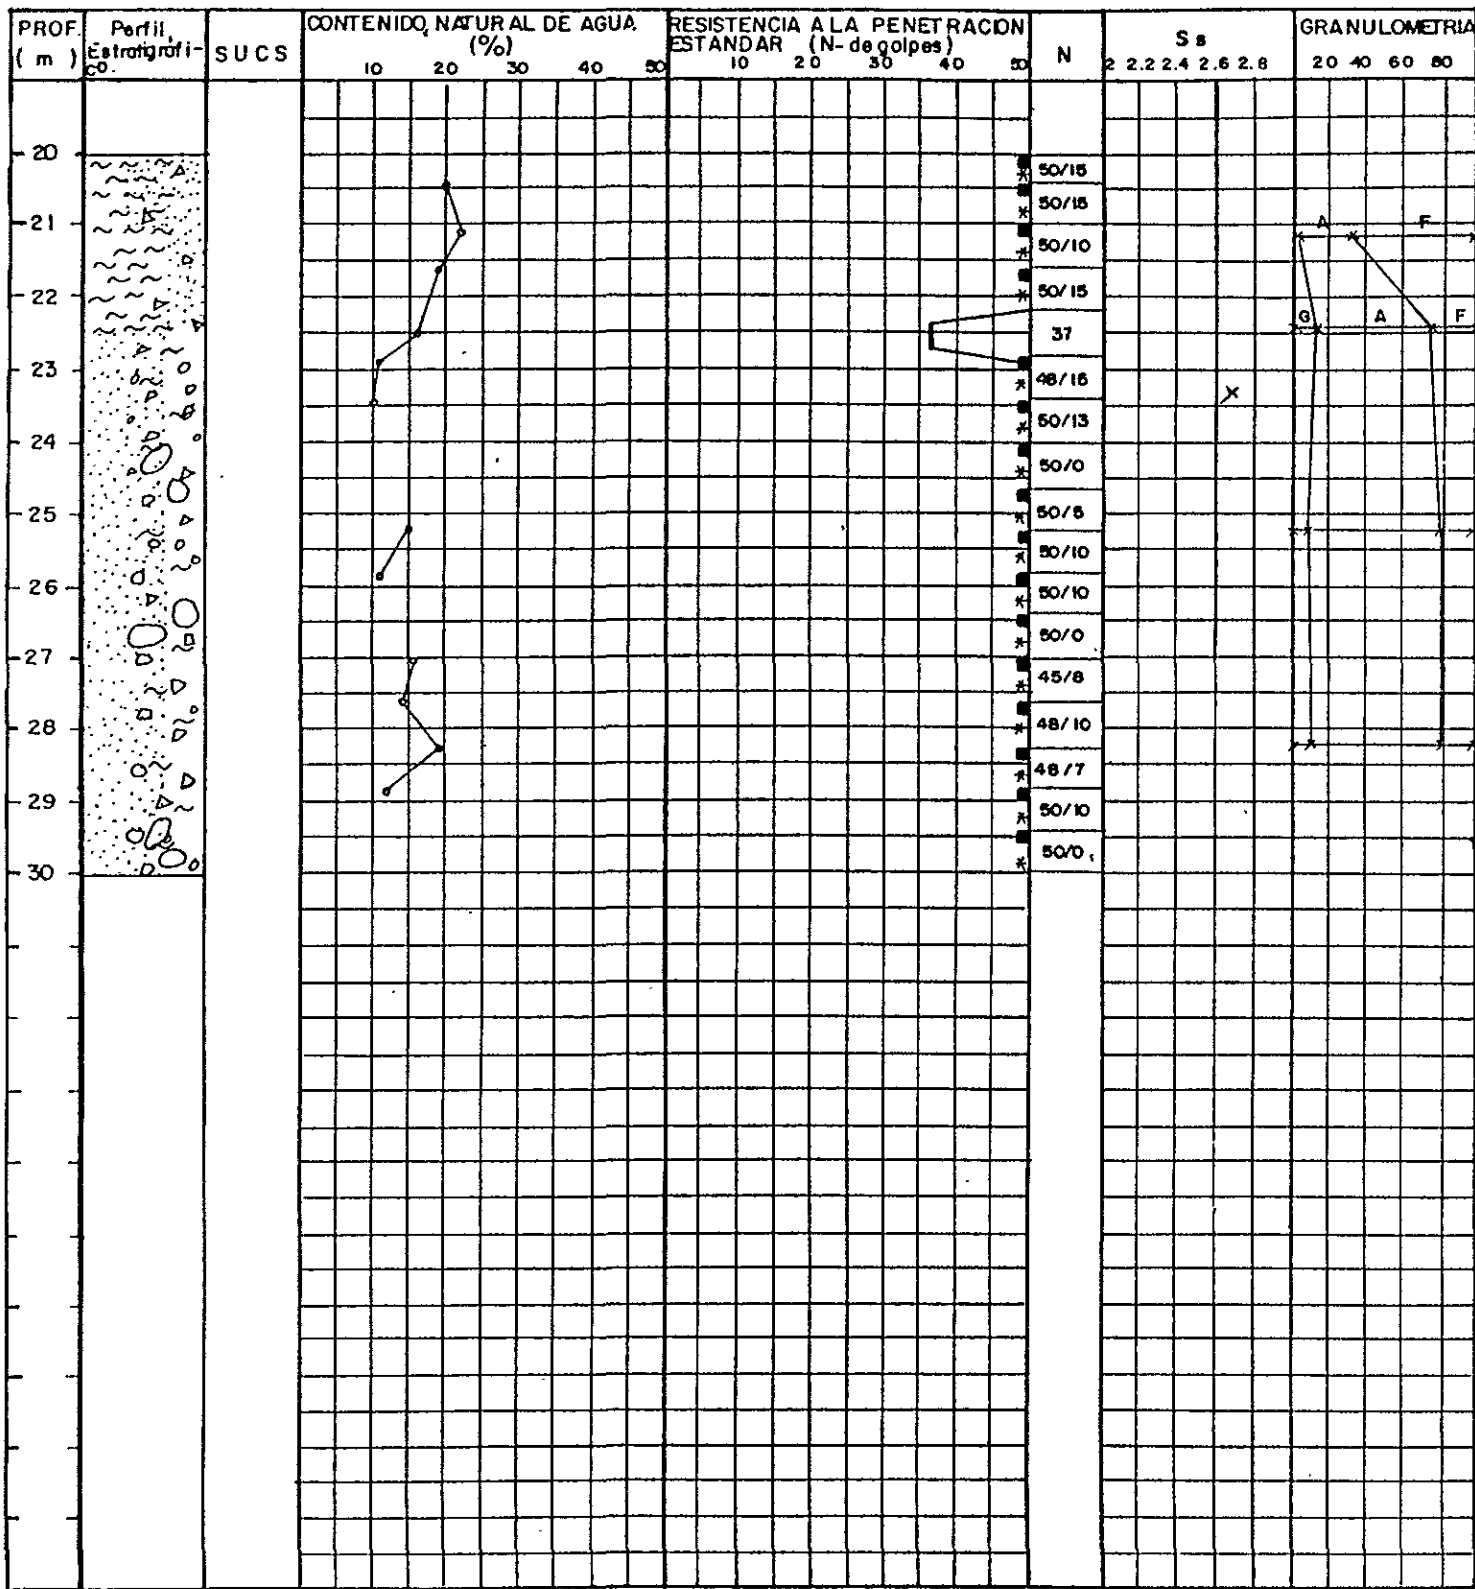 PROF.
( m )
Perfil
Estratigráfi-
co.
SUCS
CONTENIDO NATURAL DE AGUA
(%)
10 20 30 40 50
RESISTENCIA A LA PENETRACION
ESTANDAR (N- de golpes)
10 20 30 40 50
N
Ss
2 2.2 2.4 2.6 2.8
GRANULOMETRIA
20 40 60 80
20
50/15
50/15
21
A F
50/10
22
50/15
G A F
37
23
48/15
50/13
24
50/0
25
50/5
50/10
26
50/10
50/0
27
45/8
28
48/10
48/7
29
50/10
50/0
30